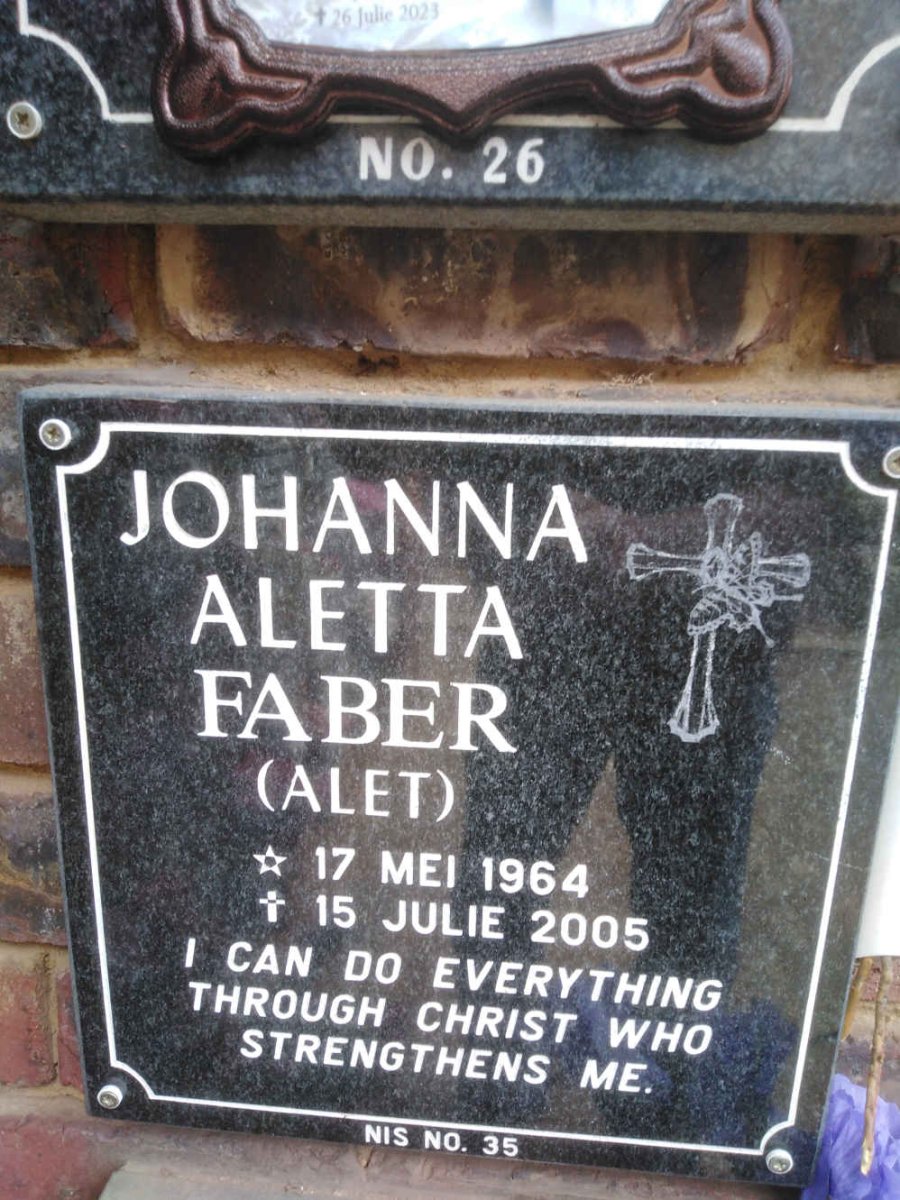 ✝ 26 Julie 2023
NO. 26
JOHANNA
ALETTA
FABER
(ALET)
☆ 17 MEI 1964
✝ 15 JULIE 2005
I CAN DO EVERYTHING
THROUGH CHRIST WHO
STRENGTHENS ME.
NIS NO. 35